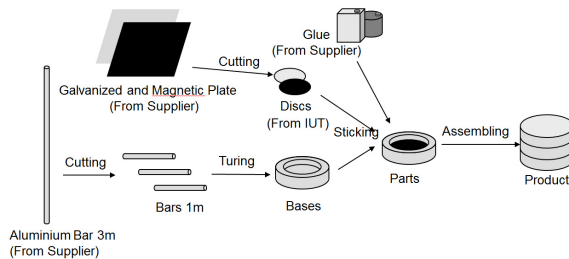 Glue
(From Supplier)
Cutting
Galvanized and Magnetic Plate
(From Supplier)
Discs
(From IUT)
Sticking
Assembling
Cutting
Turing
Parts
Product
Bars 1m
Bases
Aluminium Bar 3m
(From Supplier)